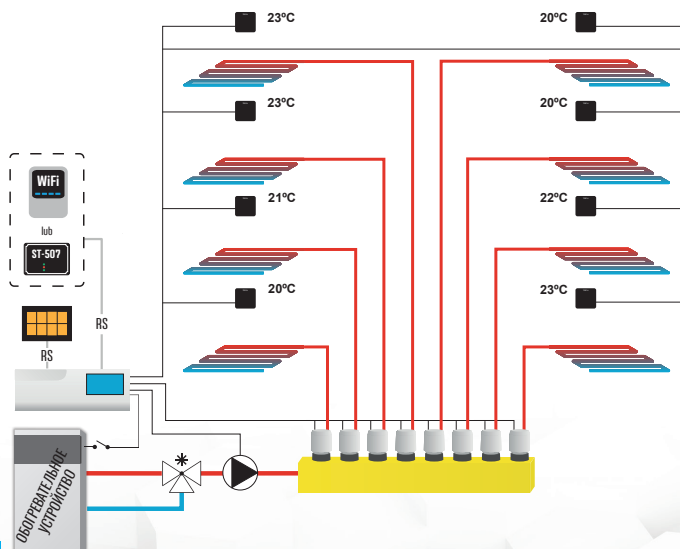 23ºC
20ºC
23ºC
20ºC
WiFi
21ºC
22ºC
lub
ST-507
20ºC
23ºC
RS
RS
ОБОГРЕВАТЕЛЬНОЕ
УСТРОЙСТВО